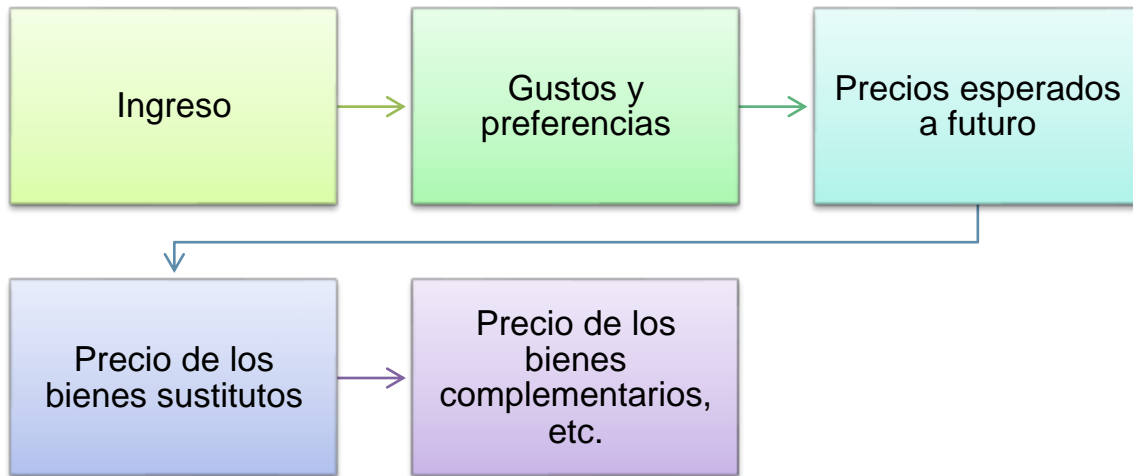 Ingreso
Gustos y
preferencias
Precios esperados
a futuro
Precio de los
bienes sustitutos
Precio de los
bienes
complementarios,
etc.